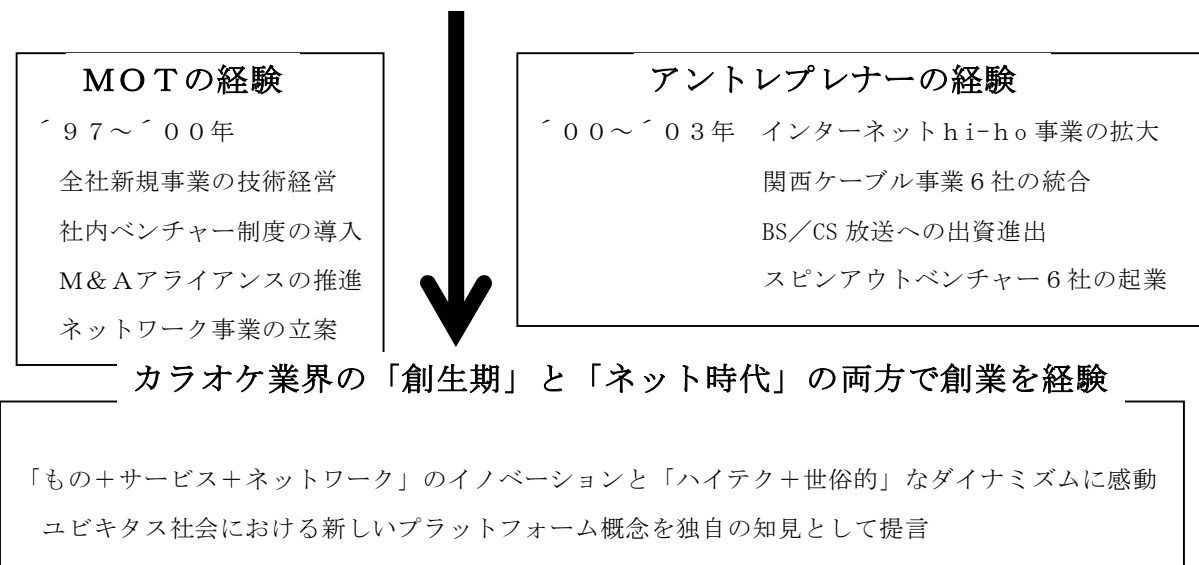 MOTの経験
´97～´00年
全社新規事業の技術経営
社内ベンチャー制度の導入
M&Aアライアンスの推進
ネットワーク事業の立案
アントレプレナーの経験
´00～´03年 インターネットhi-ho事業の拡大
関西ケーブル事業6社の統合
BS／CS放送への出資進出
スピンアウトベンチャー6社の起業
カラオケ業界の「創生期」と「ネット時代」の両方で創業を経験
「もの＋サービス＋ネットワーク」のイノベーションと「ハイテク＋世俗的」なダイナミズムに感動
ユビキタス社会における新しいプラットフォーム概念を独自の知見として提言